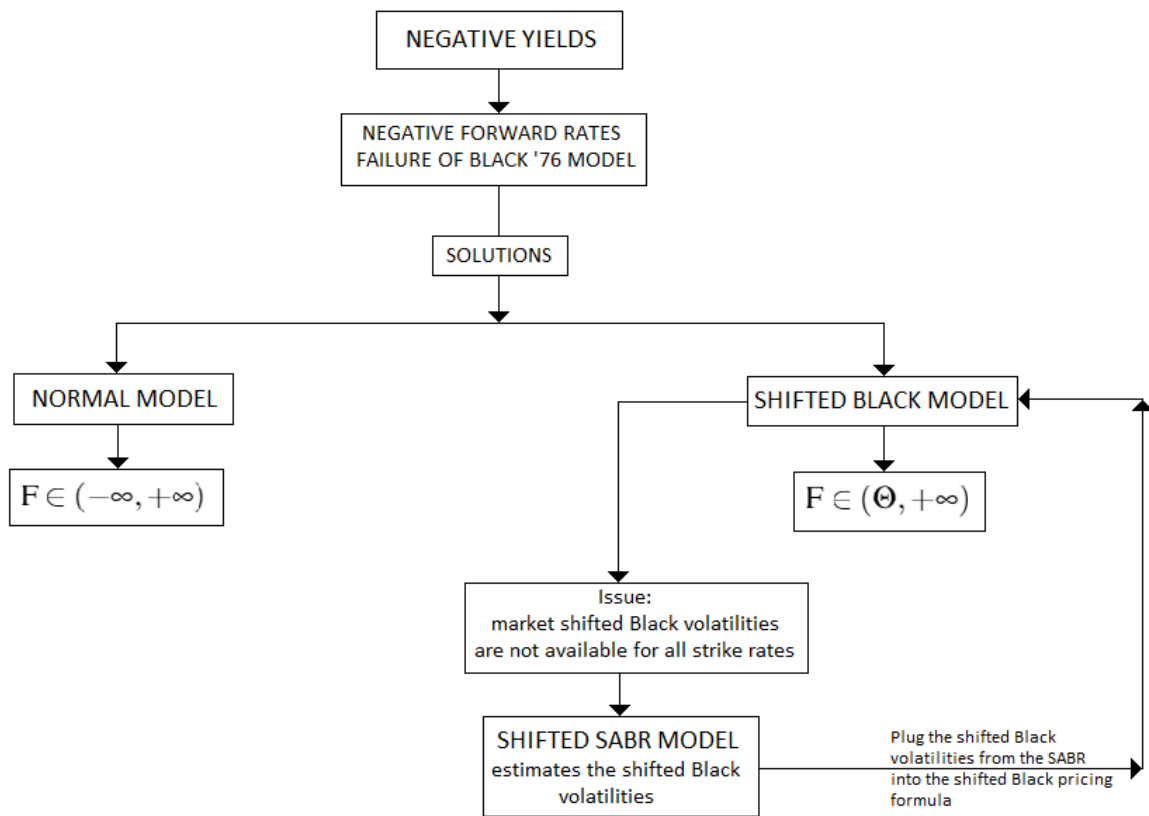 NEGATIVE YIELDS
NEGATIVE FORWARD RATES
FAILURE OF BLACK '76 MODEL
SOLUTIONS
NORMAL MODEL
SHIFTED BLACK MODEL
F ∈ (−∞, +∞)
F ∈ (Θ, +∞)
Issue:
market shifted Black volatilities
are not available for all strike rates
SHIFTED SABR MODEL
estimates the shifted Black
volatilities
Plug the shifted Black
volatilities from the SABR
into the shifted Black pricing
formula